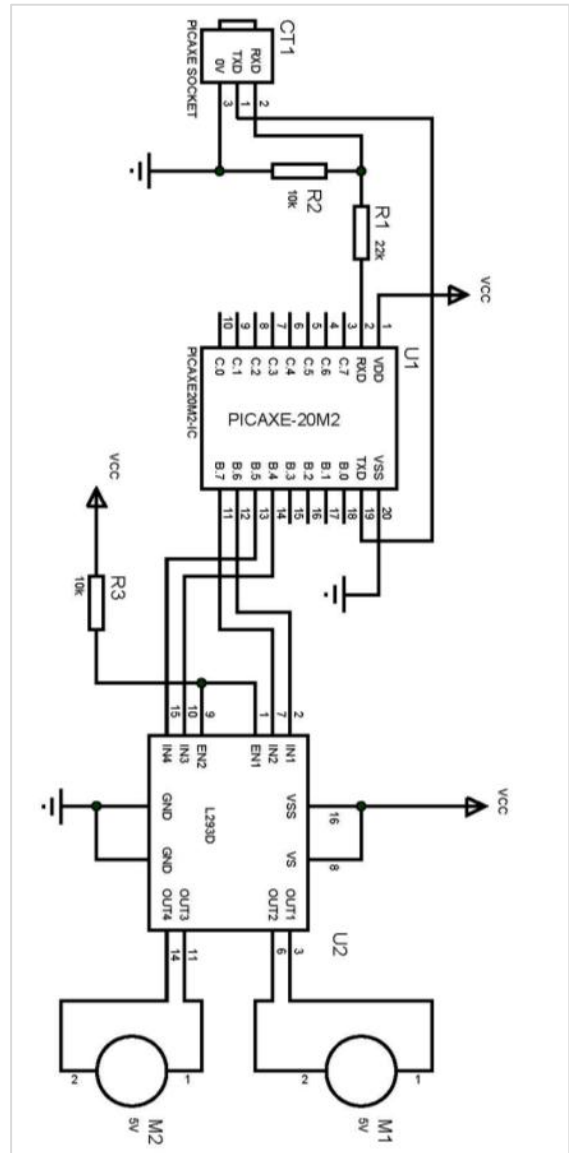 CT1
PICAXE SOCKET
RXD
TXD
0V
2
1
3
R2
10k
R1
22k
VCC
U1
1
2
3
4
5
6
7
8
9
10
VDD
RXD
C.7
C.6
C.5
C.4
C.3
C.2
C.1
C.0
PICAXE-20M2
PICAXE20M2-IC
VSS
TXD
B.0
B.1
B.2
B.3
B.4
B.5
B.6
B.7
20
19
18
17
16
15
14
13
12
11
VCC
R3
10k
2
7
1
9
10
15
IN1
IN2
EN1
EN2
IN3
IN4
VSS
16
VS
8
VCC
L293D
GND
GND
OUT1
OUT2
OUT3
OUT4
U2
3
6
11
14
1
2
M1
5V
1
2
M2
5V